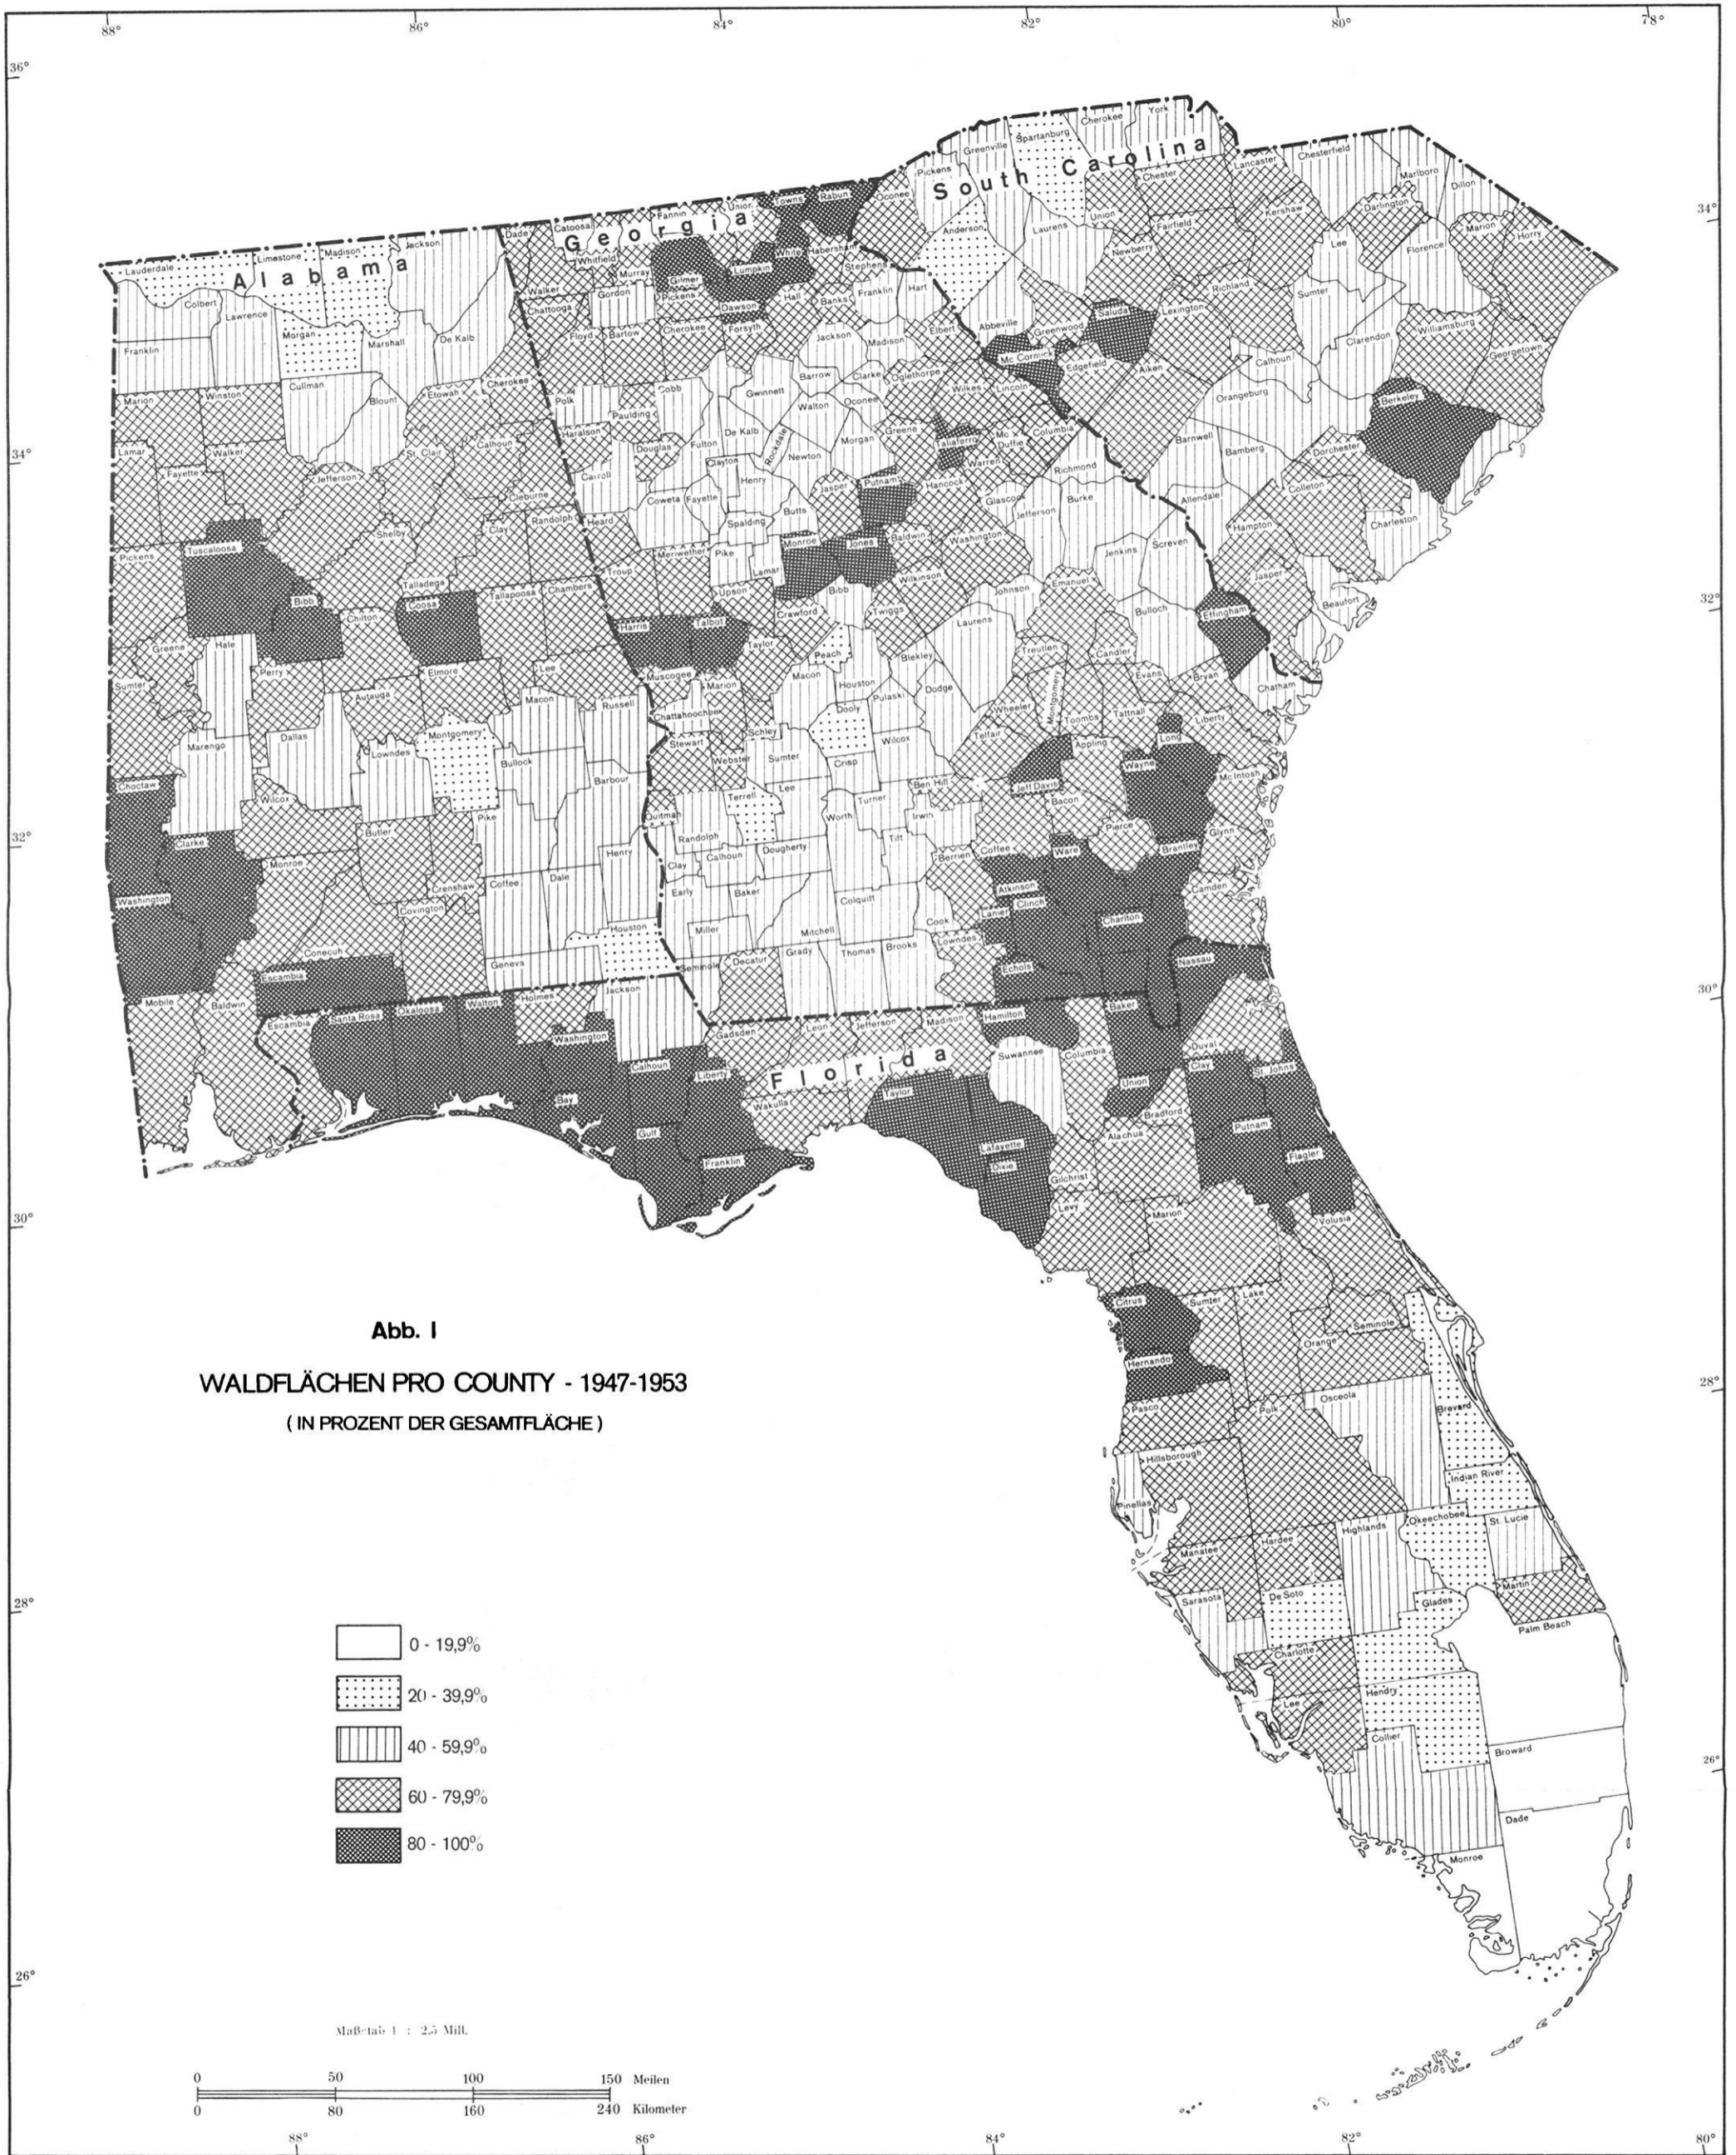 88° 86° 84° 82° 80° 78°
36°
34°
32°
30°
28°
26°
34°
32°
30°
28°
26°
88° 86° 84° 82° 80°
Alabama
Lauderdale
Limestone
Madison
Jackson
Colbert
Lawrence
Morgan
Marshall
De Kalb
Franklin
Marion
Winston
Cullman
Blount
Etowah
Cherokee
Lamar
Fayette
Walker
Jefferson
St. Clair
Calhoun
Cleburne
Pickens
Tuscaloosa
Bibb
Shelby
Talladega
Clay
Randolph
Coosa
Tallapoosa
Chambers
Chilton
Greene
Hale
Perry
Sumter
Autauga
Elmore
Lee
Macon
Russell
Marengo
Dallas
Lowndes
Montgomery
Bullock
Barbour
Choctaw
Wilcox
Butler
Pike
Clarke
Monroe
Crenshaw
Coffee
Dale
Henry
Washington
Conecuh
Covington
Houston
Geneva
Escambia
Mobile
Baldwin
Georgia
Dade
Catoosa
Whitfield
Fannin
Union
Towns
Rabun
Murray
Gilmer
Lumpkin
White
Habersham
Stephens
Walker
Chattooga
Gordon
Pickens
Dawson
Hall
Banks
Franklin
Hart
Floyd
Bartow
Cherokee
Forsyth
Jackson
Madison
Elbert
Polk
Paulding
Cobb
Gwinnett
Barrow
Clarke
Oglethorpe
Wilkes
Lincoln
Haralson
Douglas
Fulton
De Kalb
Rockdale
Walton
Oconee
Morgan
Greene
Taliaferro
Mc Duffie
Columbia
Warren
Richmond
Carroll
Clayton
Newton
Henry
Coweta
Fayette
Spalding
Butts
Jasper
Putnam
Hancock
Glascock
Jefferson
Burke
Heard
Troup
Meriwether
Pike
Lamar
Monroe
Jones
Baldwin
Washington
Jenkins
Screven
Upson
Crawford
Bibb
Wilkinson
Twiggs
Johnson
Emanuel
Bulloch
Effingham
Harris
Talbot
Taylor
Peach
Laurens
Blekley
Treutlen
Candler
Evans
Bryan
Chatham
Muscogee
Marion
Macon
Houston
Pulaski
Dodge
Wheeler
Montgomery
Toombs
Tattnall
Liberty
Chattahoochie
Schley
Dooly
Wilcox
Telfair
Stewart
Webster
Sumter
Crisp
Ben Hill
Jeff Davis
Appling
Wayne
Long
Mc Intosh
Quitman
Terrell
Lee
Turner
Irwin
Bacon
Pierce
Glynn
Randolph
Clay
Calhoun
Dougherty
Worth
Tift
Berrien
Coffee
Ware
Brantley
Early
Baker
Atkinson
Clinch
Camden
Miller
Mitchell
Colquitt
Cook
Lanier
Charlton
Seminole
Decatur
Grady
Thomas
Brooks
Lowndes
Echols
South Carolina
Oconee
Pickens
Greenville
Spartanburg
Cherokee
York
Lancaster
Chesterfield
Marlboro
Dillon
Anderson
Laurens
Union
Chester
Fairfield
Kershaw
Darlington
Marion
Horry
Lee
Florence
Newberry
Richland
Sumter
Abbeville
Greenwood
Saluda
Lexington
Calhoun
Clarendon
Williamsburg
Georgetown
Mc Cormick
Edgefield
Aiken
Orangeburg
Berkeley
Barnwell
Bamberg
Dorchester
Allendale
Colleton
Charleston
Hampton
Jasper
Beaufort
Florida
Escambia
Santa Rosa
Okaloosa
Walton
Holmes
Jackson
Washington
Bay
Calhoun
Liberty
Gulf
Franklin
Gadsden
Leon
Wakulla
Jefferson
Madison
Taylor
Hamilton
Suwannee
Columbia
Baker
Nassau
Duval
Union
Bradford
Clay
St. Johns
Lafayette
Dixie
Gilchrist
Alachua
Putnam
Flagler
Levy
Marion
Volusia
Citrus
Sumter
Lake
Seminole
Orange
Hernando
Pasco
Polk
Osceola
Brevard
Hillsborough
Pinellas
Indian River
Okeechobee
St. Lucie
Manatee
Hardee
Highlands
Sarasota
De Soto
Glades
Martin
Palm Beach
Charlotte
Lee
Hendry
Collier
Broward
Dade
Monroe
Abb. I
WALDFLÄCHEN PRO COUNTY - 1947-1953
( IN PROZENT DER GESAMTFLÄCHE )
0 - 19,9%
20 - 39,9%
40 - 59,9%
60 - 79,9%
80 - 100%
Maßstab 1 : 2,5 Mill.
0 50 100 150 Meilen
0 80 160 240 Kilometer